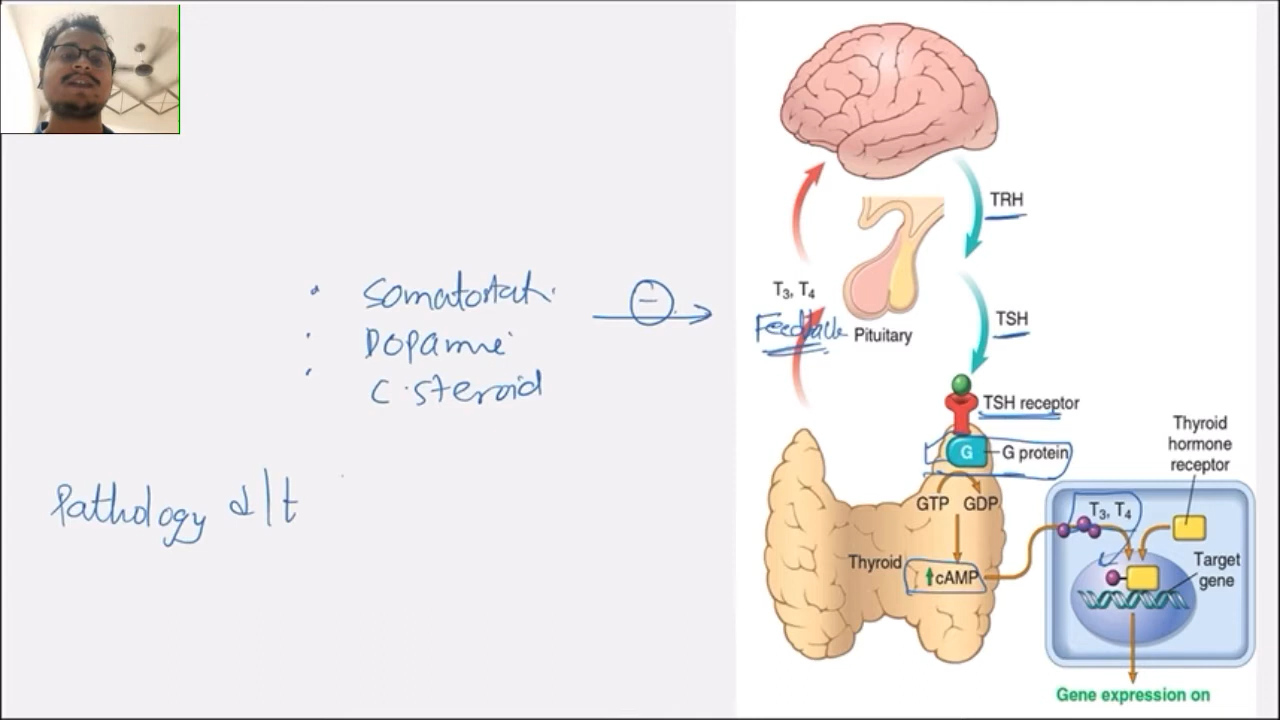 TRH
• Somatostati.
• Dopamine
• C.steroid
T₃, T₄
Feedback
Pituitary
TSH
TSH receptor
G
G protein
Thyroid
hormone
receptor
GTP GDP
T₃, T₄
Thyroid
↑cAMP
Target
gene
Gene expression on
Pathology d/t
−